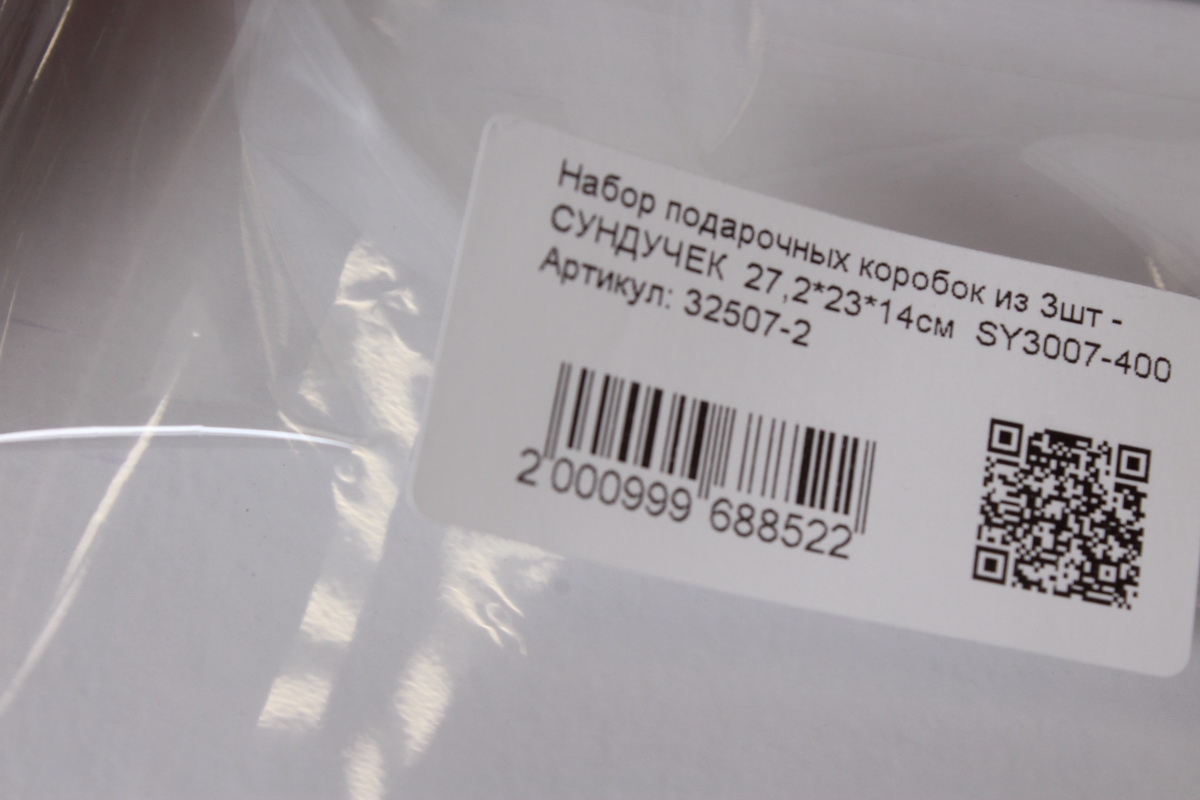 Набор подарочных коробок из 3шт -
СУНДУЧЕК 27,2*23*14см SY3007-400
Артикул: 32507-2
2 000999 688522